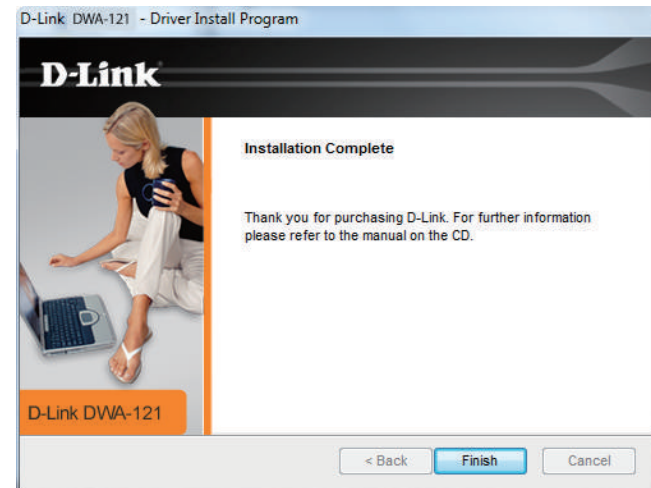 D-Link DWA-121 - Driver Install Program
D-Link
Installation Complete
Thank you for purchasing D-Link. For further information
please refer to the manual on the CD.
D-Link DWA-121
< Back
Finish
Cancel